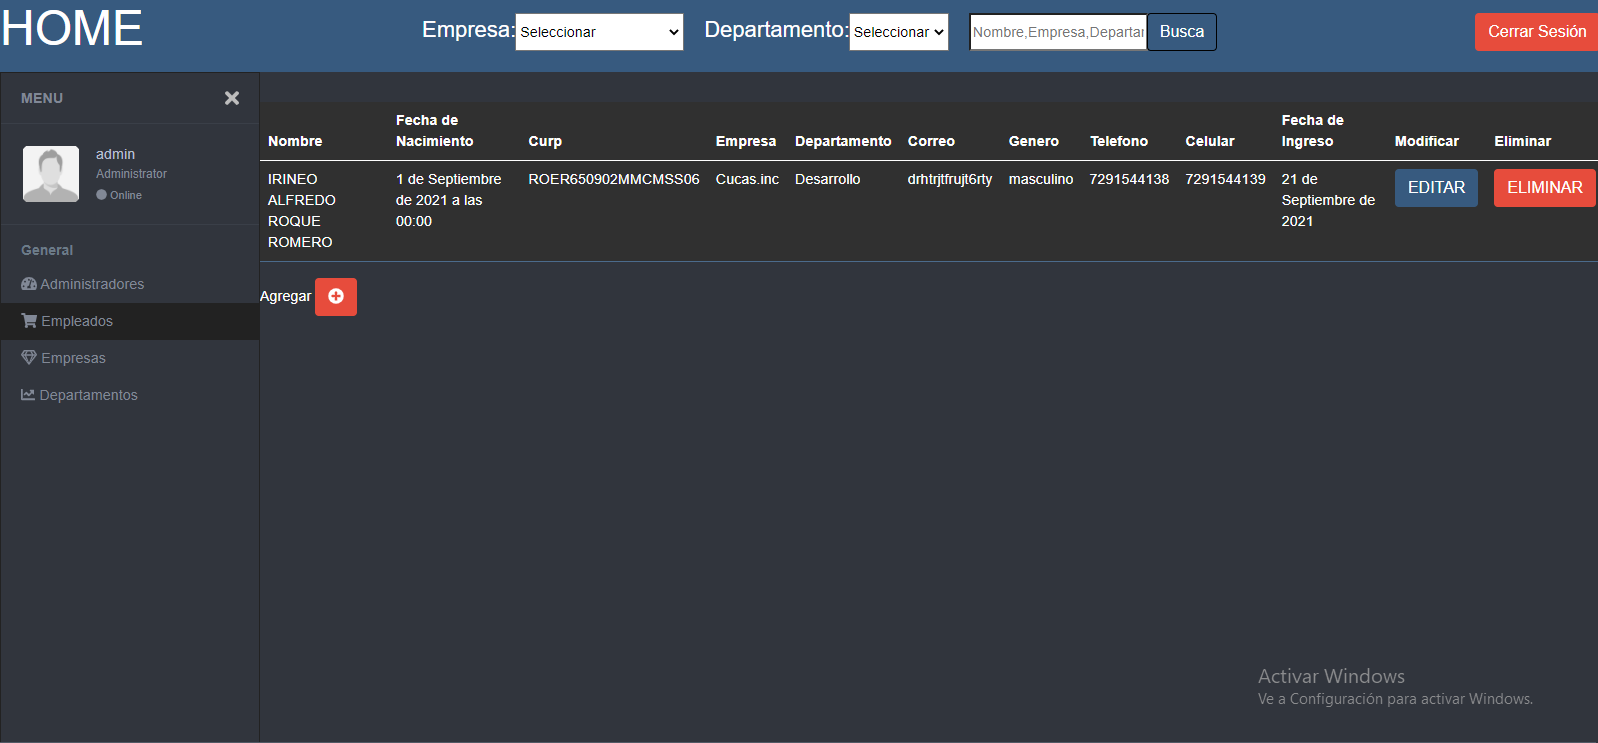 HOME
Empresa: Seleccionar Departamento: Seleccionar Nombre,Empresa,Departar Busca Cerrar Sesión
MENU
admin
Administrator
Online
General
Administradores
Empleados
Empresas
Departamentos
Nombre Fecha de Nacimiento Curp Empresa Departamento Correo Genero Telefono Celular Fecha de Ingreso Modificar Eliminar
IRINEO ALFREDO ROQUE ROMERO 1 de Septiembre de 2021 a las 00:00 ROER650902MMCMSS06 Cucas.inc Desarrollo drhtrjtfrujt6rty masculino 7291544138 7291544139 21 de Septiembre de 2021 EDITAR ELIMINAR
Agregar
Activar Windows
Ve a Configuración para activar Windows.